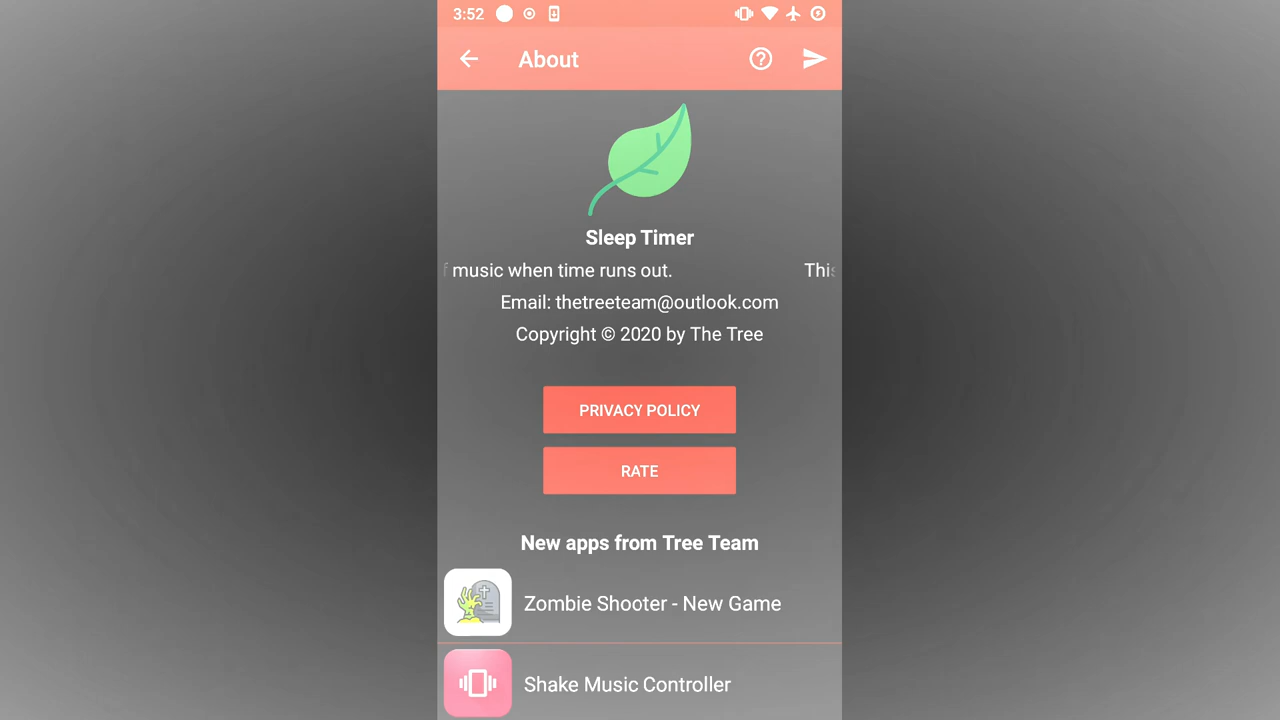 3:52
About
Sleep Timer
music when time runs out. This
Email: thetreeteam@outlook.com
Copyright © 2020 by The Tree
PRIVACY POLICY
RATE
New apps from Tree Team
Zombie Shooter - New Game
Shake Music Controller